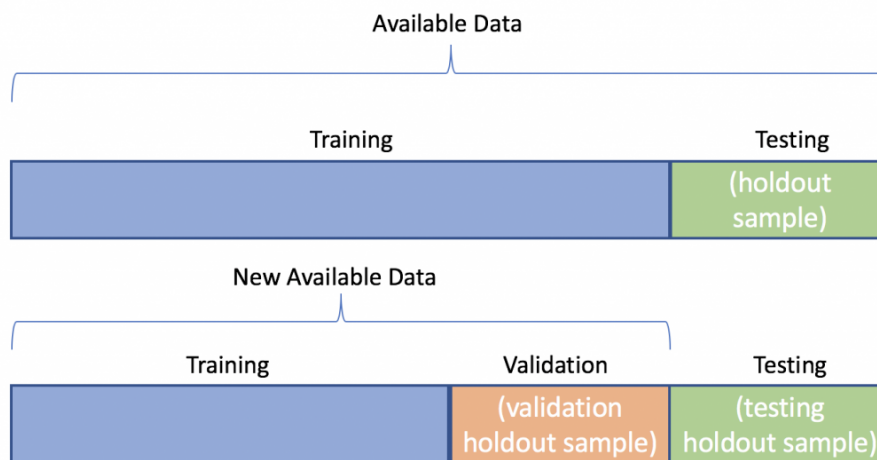 Available Data
Training
Testing
(holdout
sample)
New Available Data
Training
Validation
Testing
(validation
holdout sample)
(testing
holdout sample)